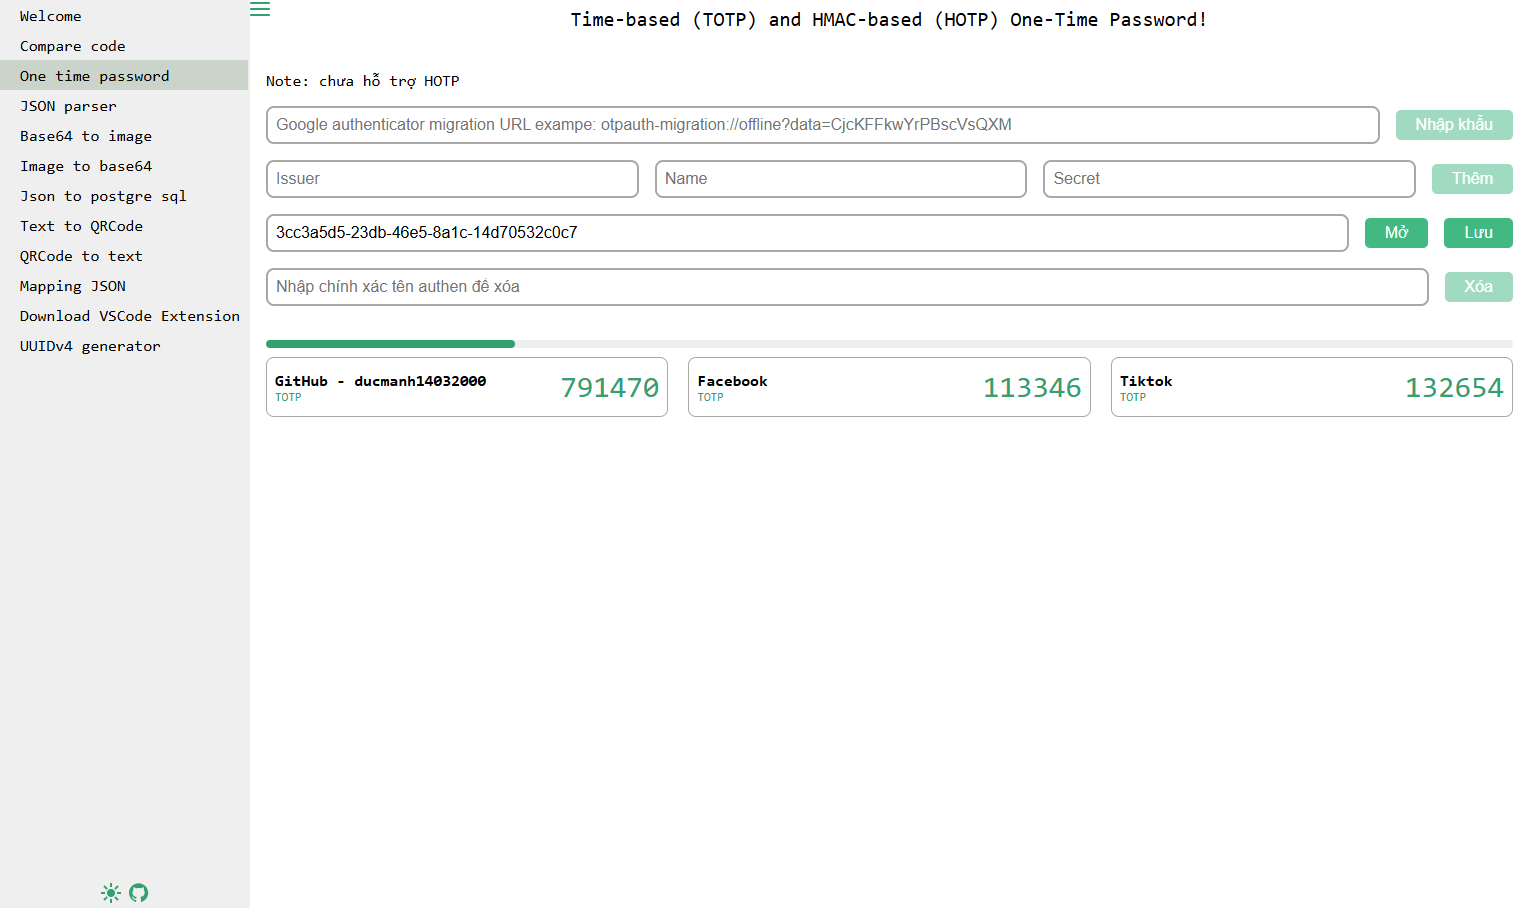 Welcome
Compare code
One time password
JSON parser
Base64 to image
Image to base64
Json to postgre sql
Text to QRCode
QRCode to text
Mapping JSON
Download VSCode Extension
UUIDv4 generator
Time-based (TOTP) and HMAC-based (HOTP) One-Time Password!
Note: chưa hỗ trợ HOTP
Google authenticator migration URL exampe: otpauth-migration://offline?data=CjcKFFkwYrPBscVsQXM
Nhập khẩu
Issuer
Name
Secret
Thêm
3cc3a5d5-23db-46e5-8a1c-14d70532c0c7
Mở
Lưu
Nhập chính xác tên authen để xóa
Xóa
GitHub - ducmanh14032000
TOTP
791470
Facebook
TOTP
113346
Tiktok
TOTP
132654